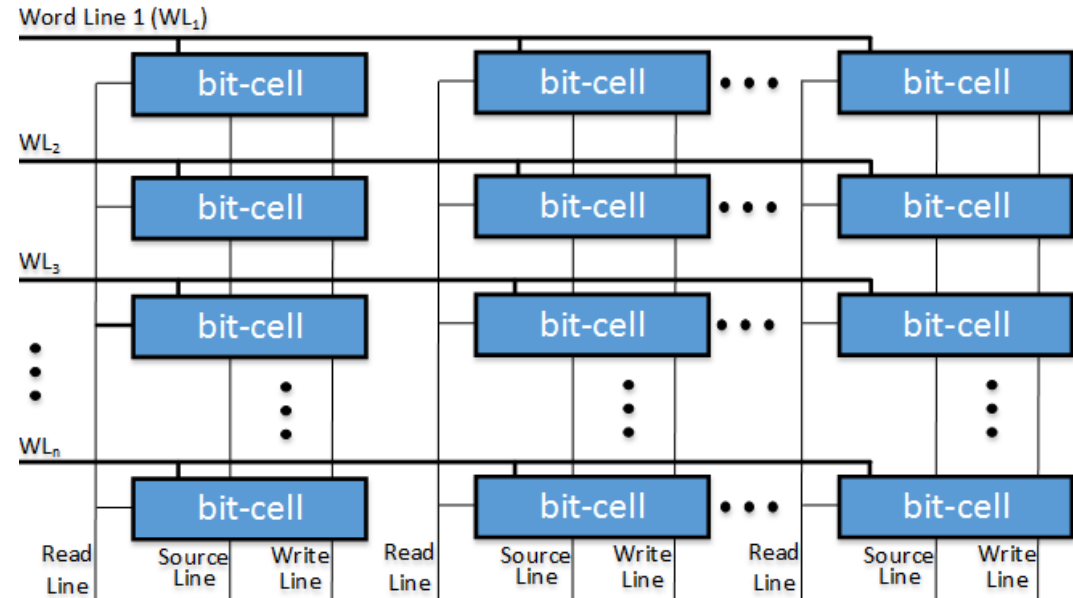 Word Line 1 (WL₁)
bit-cell bit-cell bit-cell
WL₂
bit-cell bit-cell bit-cell
WL₃
bit-cell bit-cell bit-cell
WLₙ
bit-cell bit-cell bit-cell
Read Source Write Read Source Write Read Source Write
Line Line Line Line Line Line Line Line Line